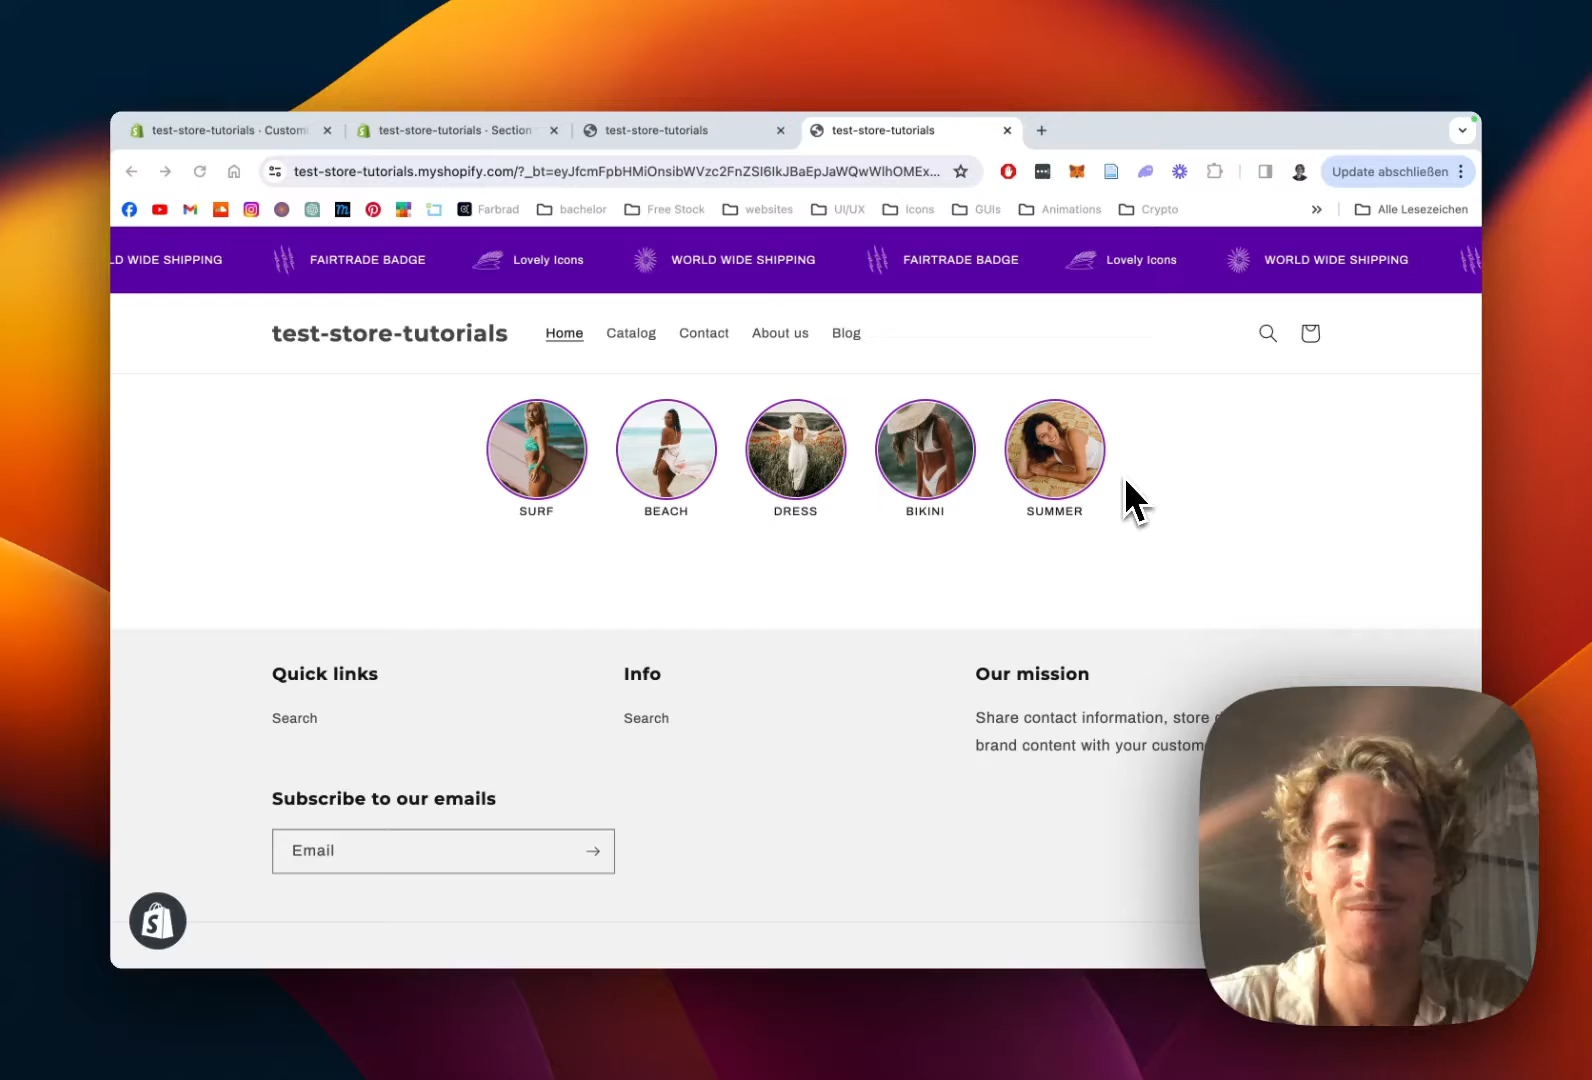 test-store-tutorials · Custom
test-store-tutorials · Section
test-store-tutorials
test-store-tutorials
test-store-tutorials.myshopify.com/?_bt=eyJfcmFpbHMiOnsibWVzc2FnZSI6IkJBaEpJaWQwWlhOMEx...
Update abschließen
Farbrad
bachelor
Free Stock
websites
UI/UX
Icons
GUIs
Animations
Crypto
Alle Lesezeichen
LD WIDE SHIPPING
FAIRTRADE BADGE
Lovely Icons
WORLD WIDE SHIPPING
FAIRTRADE BADGE
Lovely Icons
WORLD WIDE SHIPPING
test-store-tutorials
Home
Catalog
Contact
About us
Blog
SURF
BEACH
DRESS
BIKINI
SUMMER
Quick links
Info
Our mission
Search
Search
Share contact information, store
brand content with your custom
Subscribe to our emails
Email